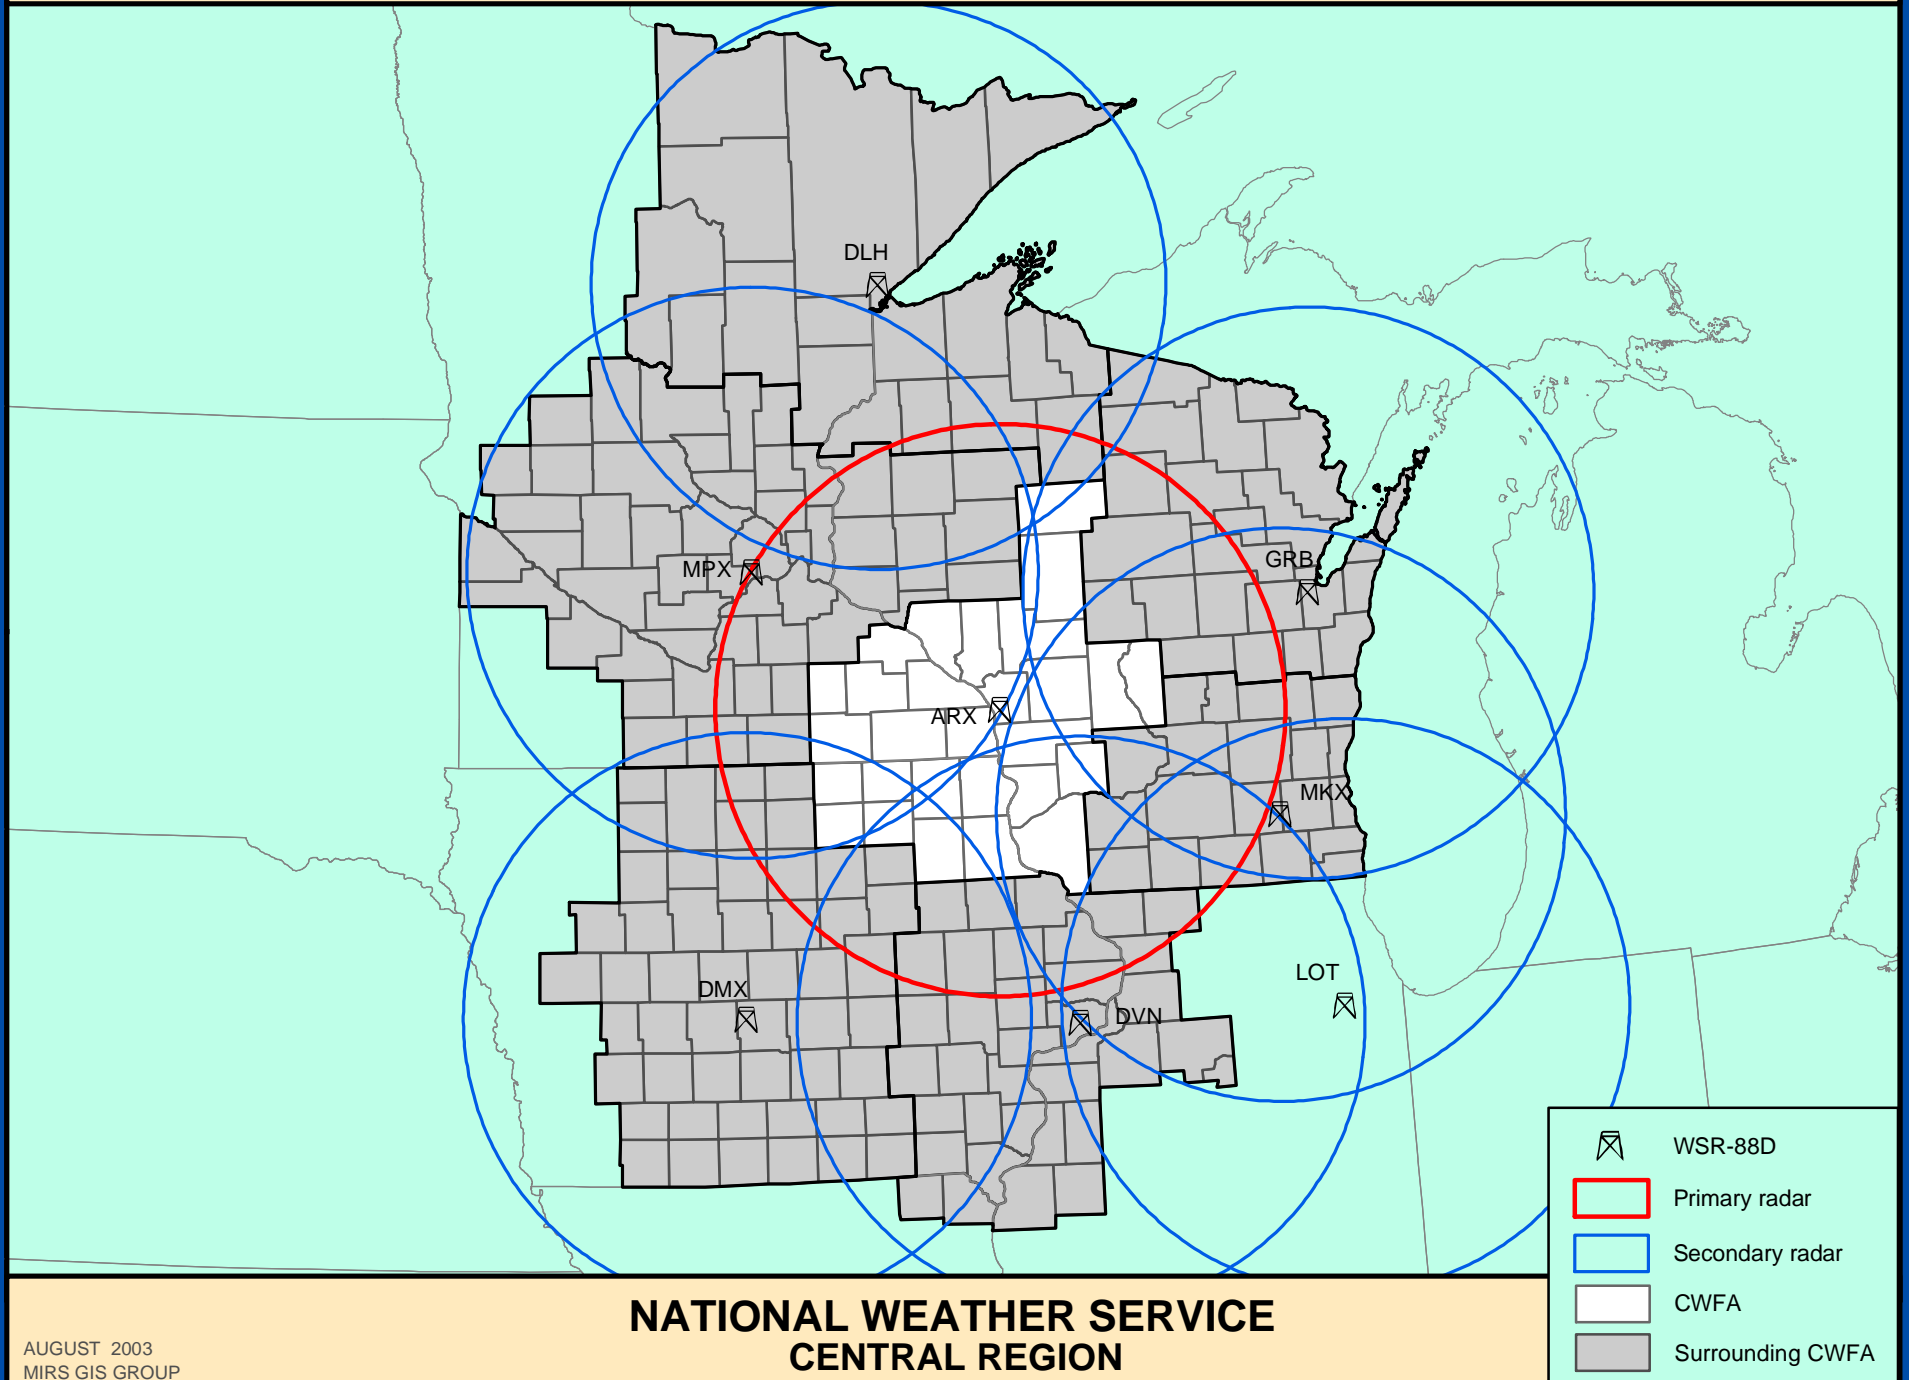 DLH
MPX
GRB
ARX
MKX
LOT
DMX
DVN
WSR-88D
Primary radar
Secondary radar
CWFA
Surrounding CWFA
NATIONAL WEATHER SERVICE
CENTRAL REGION
AUGUST 2003
MIRS GIS GROUP